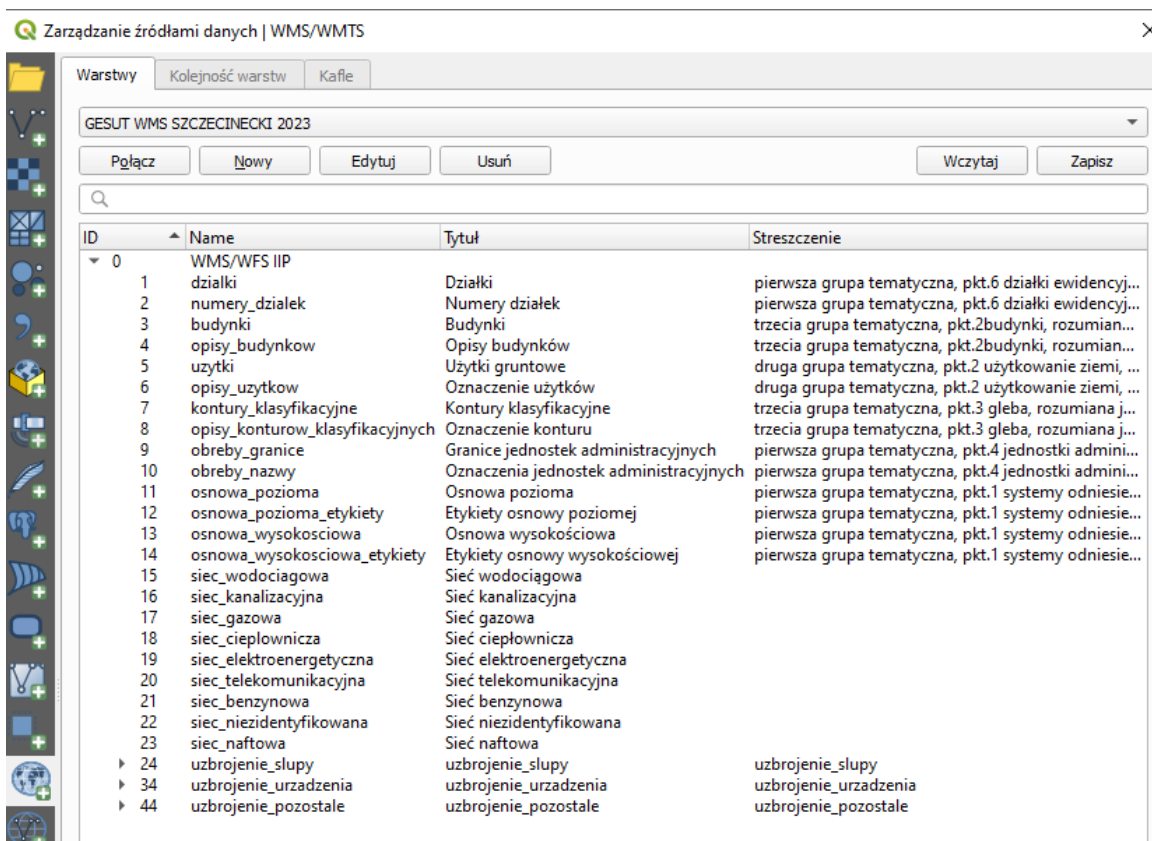 Zarządzanie źródłami danych | WMS/WMTS
Warstwy Kolejność warstw Kafle
GESUT WMS SZCZECINECKI 2023
Połącz Nowy Edytuj Usuń Wczytaj Zapisz
ID Name Tytuł Streszczenie
0 WMS/WFS IIP
1 dzialki Działki pierwsza grupa tematyczna, pkt.6 działki ewidencyj...
2 numery_dzialek Numery działek pierwsza grupa tematyczna, pkt.6 działki ewidencyj...
3 budynki Budynki trzecia grupa tematyczna, pkt.2budynki, rozumian...
4 opisy_budynkow Opisy budynków trzecia grupa tematyczna, pkt.2budynki, rozumian...
5 uzytki Użytki gruntowe druga grupa tematyczna, pkt.2 użytkowanie ziemi, ...
6 opisy_uzytkow Oznaczenie użytków druga grupa tematyczna, pkt.2 użytkowanie ziemi, ...
7 kontury_klasyfikacyjne Kontury klasyfikacyjne trzecia grupa tematyczna, pkt.3 gleba, rozumiana j...
8 opisy_konturow_klasyfikacyjnych Oznaczenie konturu trzecia grupa tematyczna, pkt.3 gleba, rozumiana j...
9 obreby_granice Granice jednostek administracyjnych pierwsza grupa tematyczna, pkt.4 jednostki admini...
10 obreby_nazwy Oznaczenia jednostek administracyjnych pierwsza grupa tematyczna, pkt.4 jednostki admini...
11 osnowa_pozioma Osnowa pozioma pierwsza grupa tematyczna, pkt.1 systemy odniesie...
12 osnowa_pozioma_etykiety Etykiety osnowy poziomej pierwsza grupa tematyczna, pkt.1 systemy odniesie...
13 osnowa_wysokosciowa Osnowa wysokościowa pierwsza grupa tematyczna, pkt.1 systemy odniesie...
14 osnowa_wysokosciowa_etykiety Etykiety osnowy wysokościowej pierwsza grupa tematyczna, pkt.1 systemy odniesie...
15 siec_wodociagowa Sieć wodociągowa
16 siec_kanalizacyjna Sieć kanalizacyjna
17 siec_gazowa Sieć gazowa
18 siec_cieplownicza Sieć ciepłownicza
19 siec_elektroenergetyczna Sieć elektroenergetyczna
20 siec_telekomunikacyjna Sieć telekomunikacyjna
21 siec_benzynowa Sieć benzynowa
22 siec_niezidentyfikowana Sieć niezidentyfikowana
23 siec_naftowa Sieć naftowa
24 uzbrojenie_slupy uzbrojenie_slupy uzbrojenie_slupy
34 uzbrojenie_urzadzenia uzbrojenie_urzadzenia uzbrojenie_urzadzenia
44 uzbrojenie_pozostale uzbrojenie_pozostale uzbrojenie_pozostale